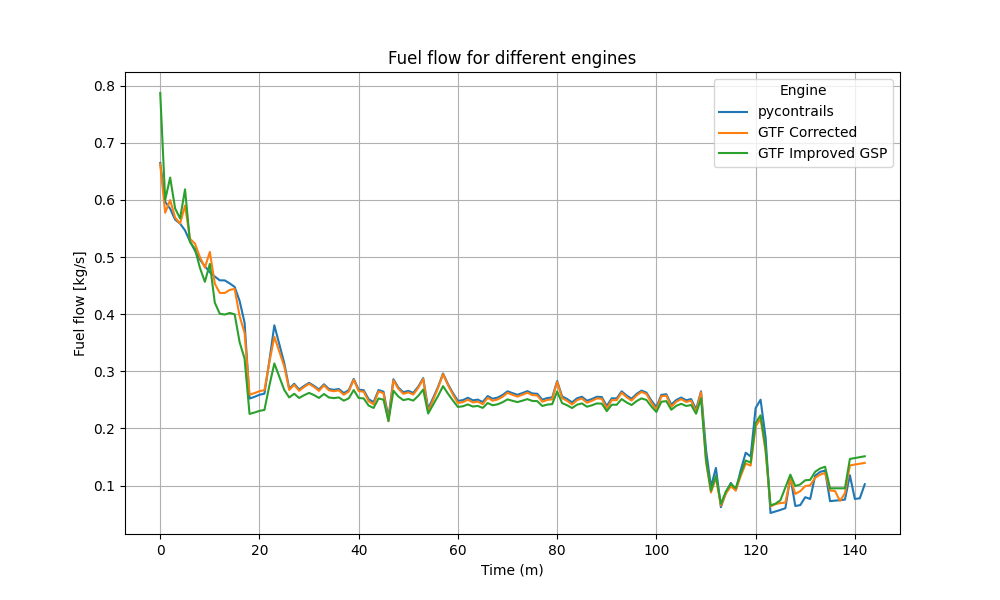 Fuel flow for different engines
Engine
pycontrails
GTF Corrected
GTF Improved GSP
Fuel flow [kg/s]
0.8
0.7
0.6
0.5
0.4
0.3
0.2
0.1
0 20 40 60 80 100 120 140
Time (m)